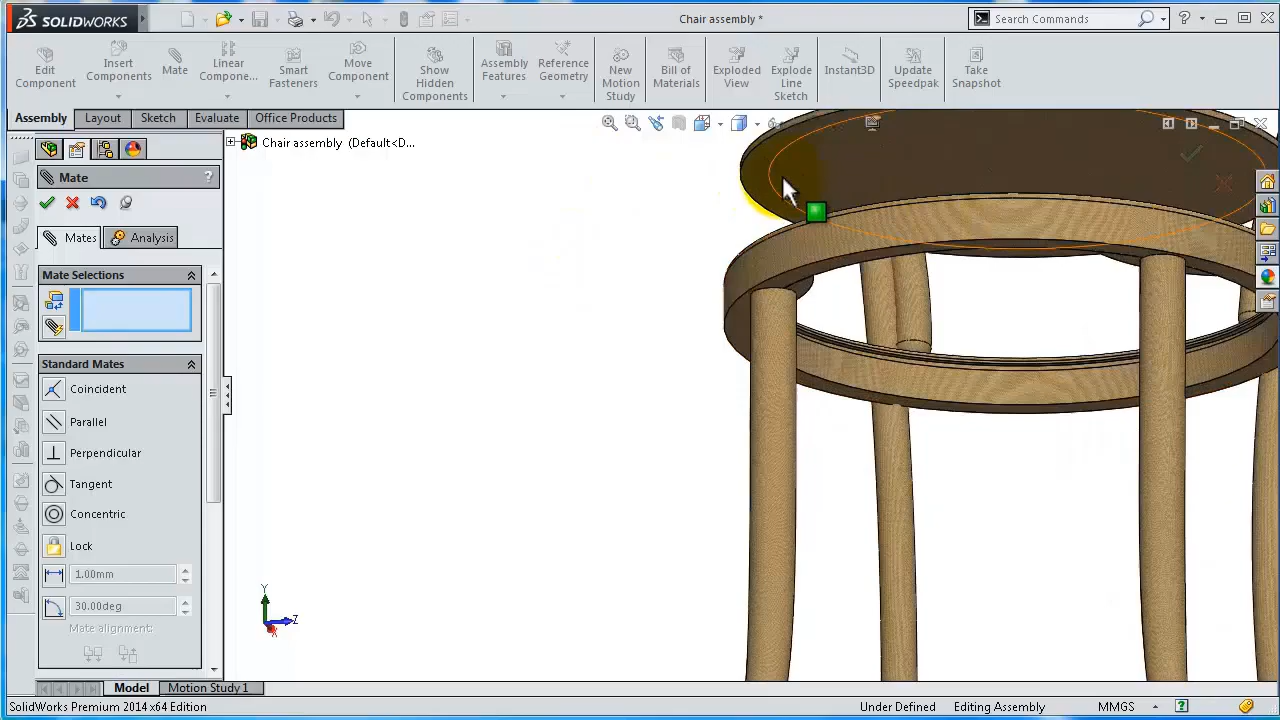 SOLIDWORKS
Chair assembly *
Search Commands
Edit Component
Insert Components
Mate
Linear Compone...
Smart Fasteners
Move Component
Show Hidden Components
Assembly Features
Reference Geometry
New Motion Study
Bill of Materials
Exploded View
Explode Line Sketch
Instant3D
Update Speedpak
Take Snapshot
Assembly
Layout
Sketch
Evaluate
Office Products
Chair assembly (Default<D...
Mate
?
Mates
Analysis
Mate Selections
Standard Mates
Coincident
Parallel
Perpendicular
Tangent
Concentric
Lock
1.00mm
30.00deg
Mate alignment:
Y
Z
X
Model
Motion Study 1
SolidWorks Premium 2014 x64 Edition
Under Defined
Editing Assembly
MMGS
?